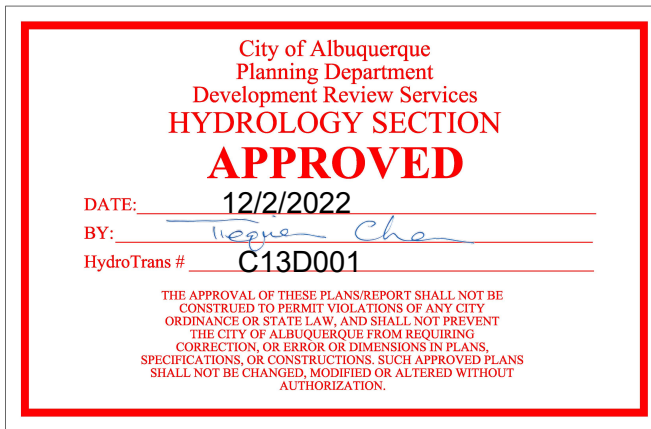 City of Albuquerque
Planning Department
Development Review Services
HYDROLOGY SECTION
APPROVED
DATE: 12/2/2022
BY: Chen
HydroTrans # C13D001
THE APPROVAL OF THESE PLANS/REPORT SHALL NOT BE
CONSTRUED TO PERMIT VIOLATIONS OF ANY CITY
ORDINANCE OR STATE LAW, AND SHALL NOT PREVENT
THE CITY OF ALBUQUERQUE FROM REQUIRING
CORRECTION, OR ERROR OR DIMENSIONS IN PLANS,
SPECIFICATIONS, OR CONSTRUCTIONS. SUCH APPROVED PLANS
SHALL NOT BE CHANGED, MODIFIED OR ALTERED WITHOUT
AUTHORIZATION.